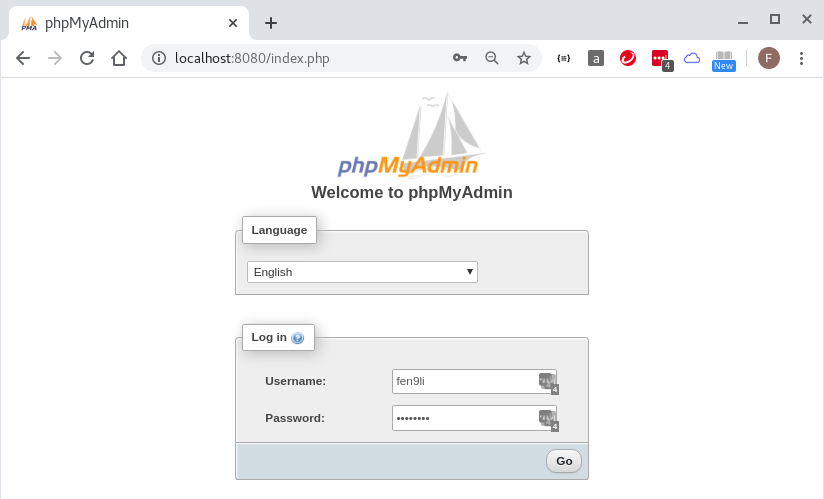 PMA
phpMyAdmin
localhost:8080/index.php
{≡}
a
4
New
F
phpMyAdmin
Welcome to phpMyAdmin
Language
English
Log in
Username:
fen9li
4
Password:
••••••••
4
Go